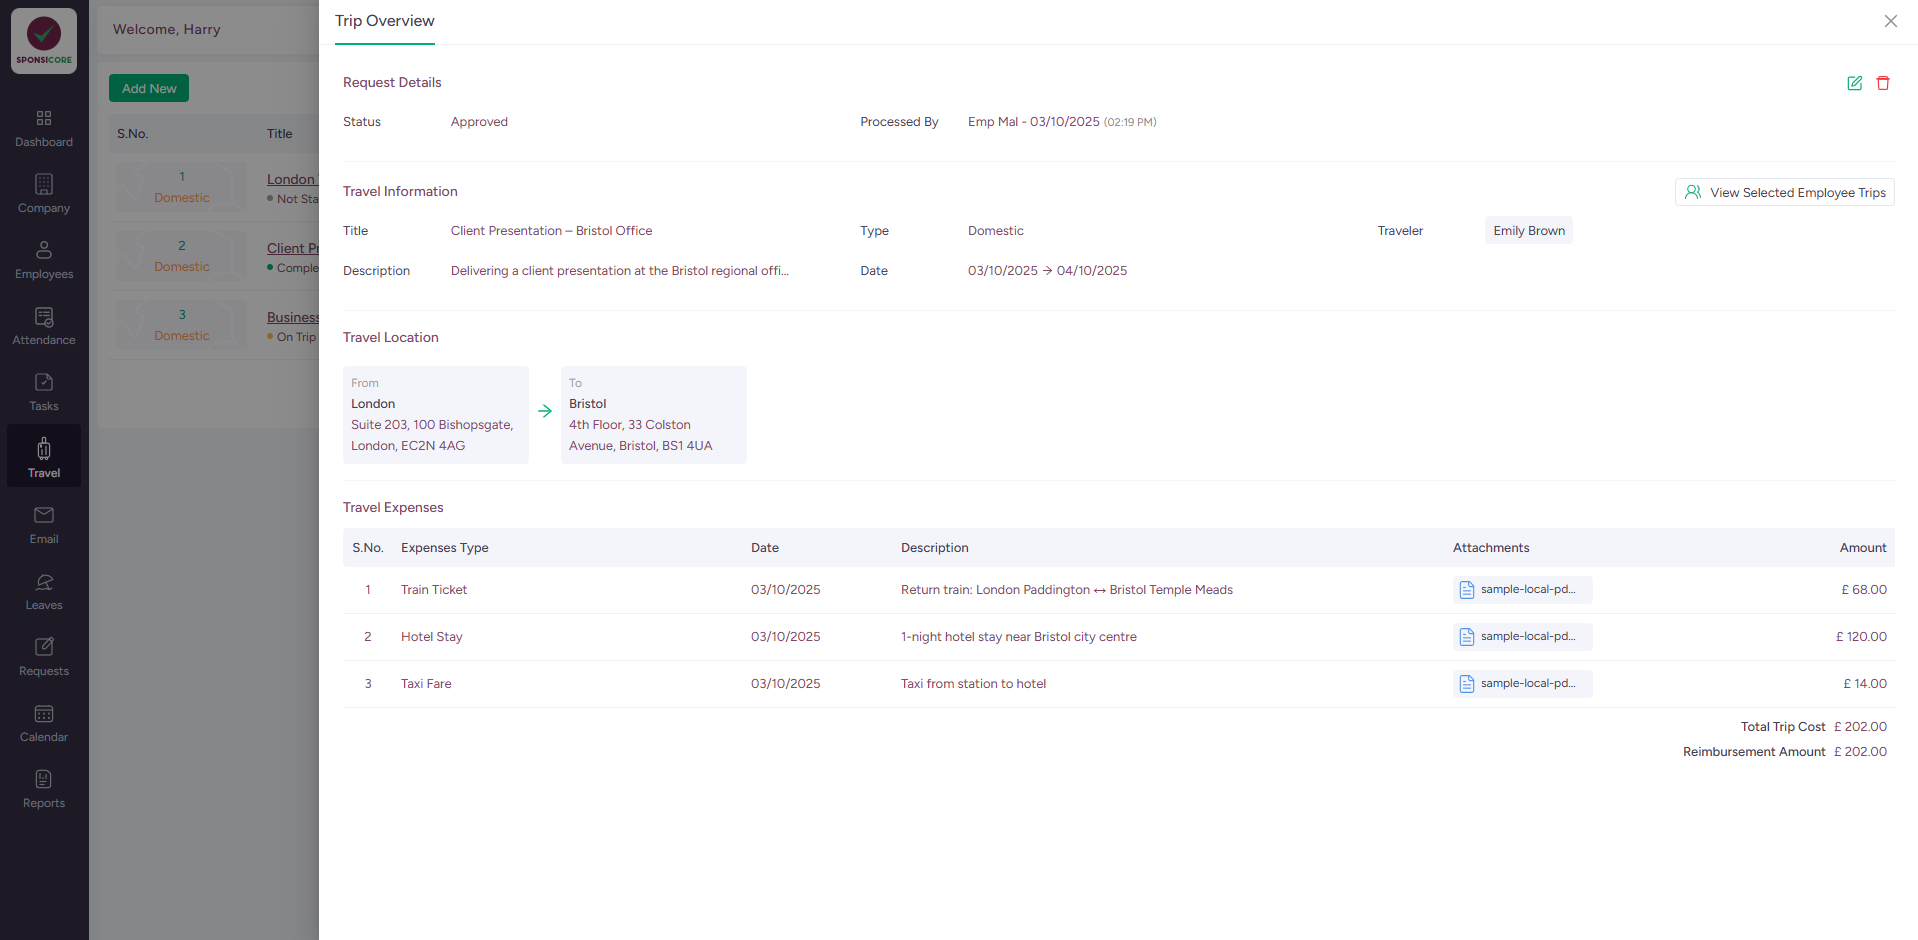 SPONSICORE
Dashboard
Company
Employees
Attendance
Tasks
Travel
Email
Leaves
Requests
Calendar
Reports
Welcome, Harry
Add New
S.No. Title
1
Domestic
London
Not Sta
2
Domestic
Client Pr
Comple
3
Domestic
Business
On Trip
Trip Overview
Request Details
Status Approved Processed By Emp Mal - 03/10/2025 (02:19 PM)
Travel Information View Selected Employee Trips
Title Client Presentation – Bristol Office Type Domestic Traveler Emily Brown
Description Delivering a client presentation at the Bristol regional offi... Date 03/10/2025 → 04/10/2025
Travel Location
From
London
Suite 203, 100 Bishopsgate,
London, EC2N 4AG
To
Bristol
4th Floor, 33 Colston
Avenue, Bristol, BS1 4UA
Travel Expenses
S.No. Expenses Type Date Description Attachments Amount
1 Train Ticket 03/10/2025 Return train: London Paddington ↔ Bristol Temple Meads sample-local-pd... £ 68.00
2 Hotel Stay 03/10/2025 1-night hotel stay near Bristol city centre sample-local-pd... £ 120.00
3 Taxi Fare 03/10/2025 Taxi from station to hotel sample-local-pd... £ 14.00
Total Trip Cost £ 202.00
Reimbursement Amount £ 202.00